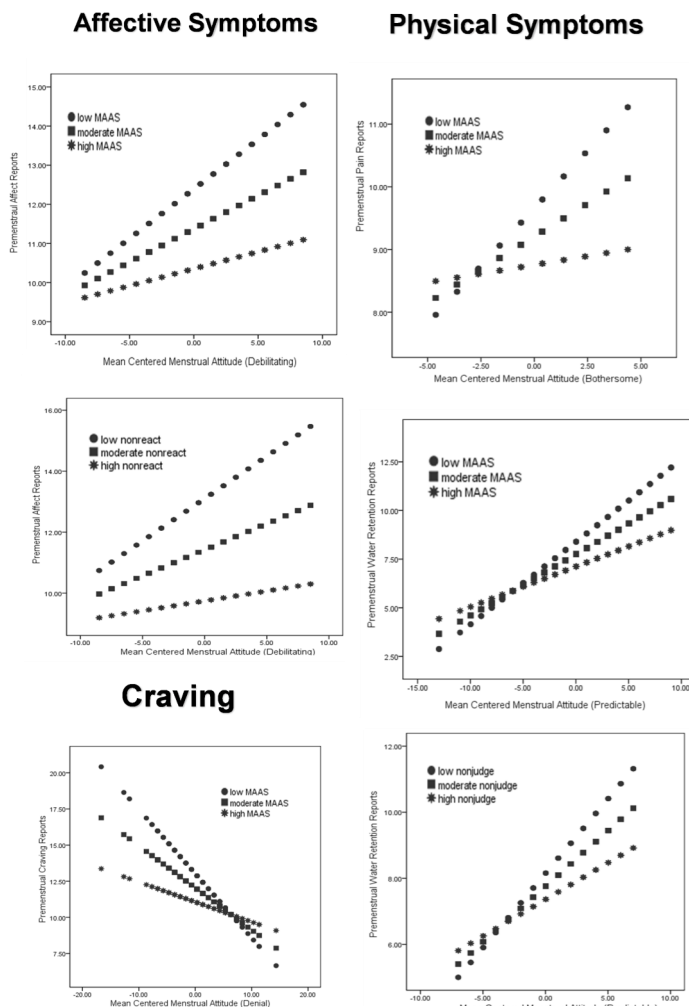 Affective Symptoms
Physical Symptoms
15.00
14.00
13.00
12.00
11.00
10.00
9.00
low MAAS
moderate MAAS
high MAAS
Premenstraul Affect Reports
-10.00 -5.00 0.00 5.00 10.00
Mean Centered Menstrual Attitude (Debilitating)
11.00
10.00
9.00
8.00
low MAAS
moderate MAAS
high MAAS
Premenstrual Pain Reports
-5.00 -2.50 0.00 2.50 5.00
Mean Centered Menstrual Attitude (Bothersome)
16.00
14.00
12.00
10.00
low nonreact
moderate nonreact
high nonreact
Premenstrual Affect Reports
-10.00 -5.00 0.00 5.00 10.00
Mean Centered Menstrual Attitude (Debilitating)
12.50
10.00
7.50
5.00
2.50
low MAAS
moderate MAAS
high MAAS
Premenstrual Water Retention Reports
-15.00 -10.00 -5.00 0.00 5.00 10.00
Mean Centered Menstrual Attitude (Predictable)
Craving
20.00
17.50
15.00
12.50
10.00
7.50
low MAAS
moderate MAAS
high MAAS
Premenstrual Craving Reports
-20.00 -10.00 0.00 10.00 20.00
Mean Centered Menstrual Attitude (Denial)
12.00
10.00
8.00
6.00
low nonjudge
moderate nonjudge
high nonjudge
Premenstrual Water Retention Reports
-10.00 -5.00 0.00 5.00 10.00